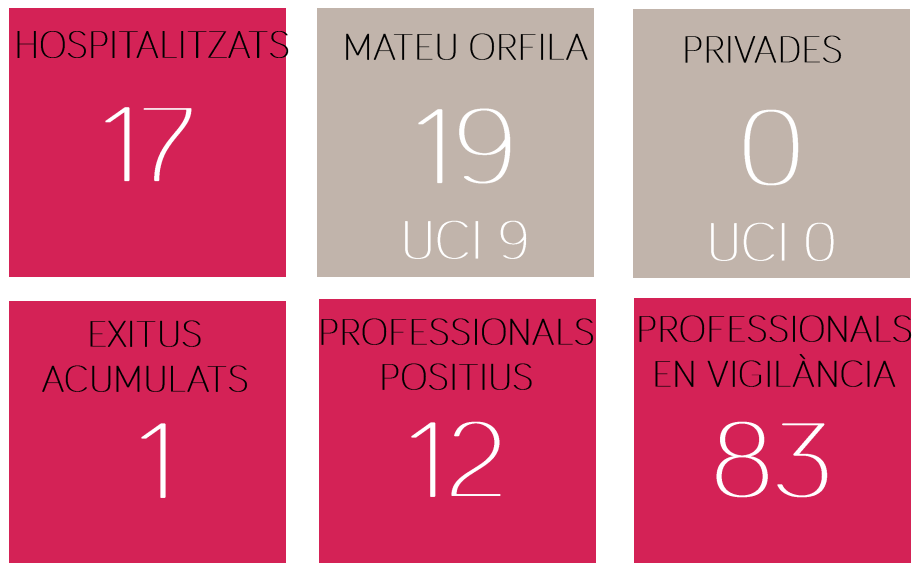 HOSPITALITZATS
17
MATEU ORFILA
19
UCI 9
PRIVADES
0
UCI 0
EXITUS
ACUMULATS
1
PROFESSIONALS
POSITIUS
12
PROFESSIONALS
EN VIGILÀNCIA
83